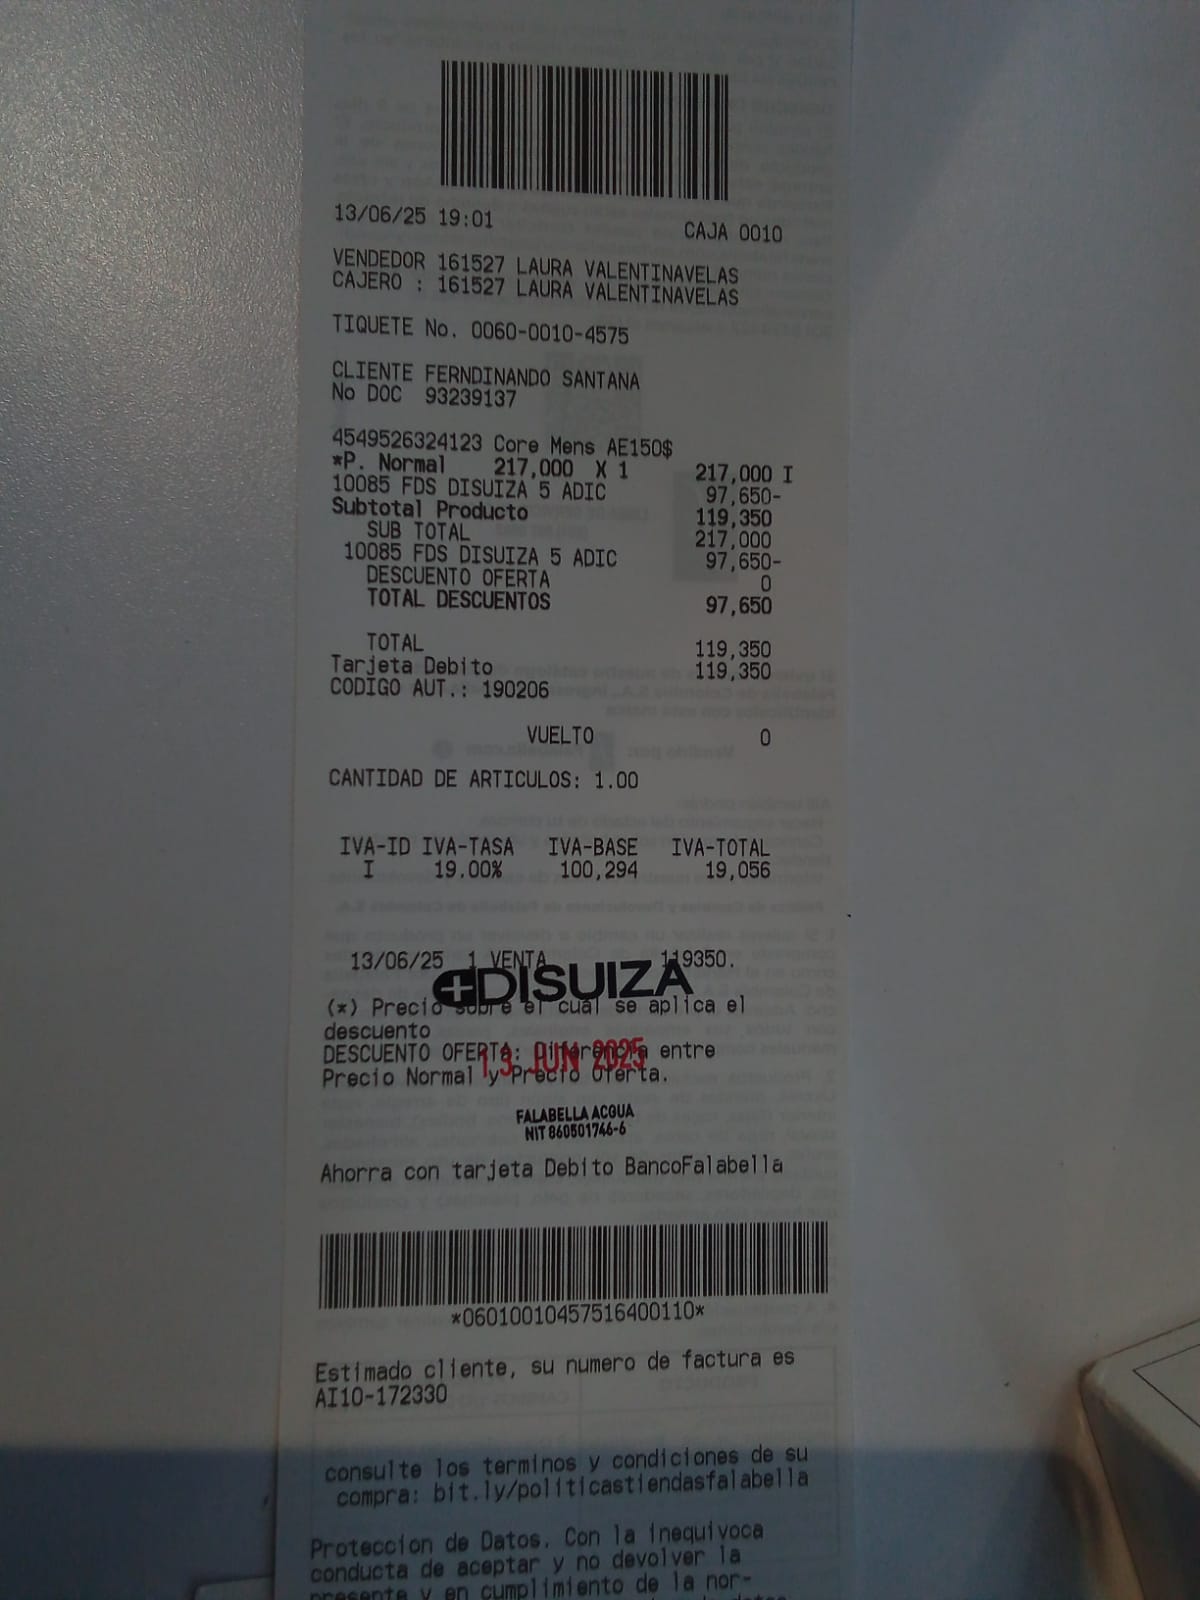 13/06/25 19:01 CAJA 0010
VENDEDOR 161527 LAURA VALENTINAVELAS
CAJERO : 161527 LAURA VALENTINAVELAS
TIQUETE No. 0060-0010-4575
CLIENTE FERNDINANDO SANTANA
No DOC 93239137
4549526324123 Core Mens AE150$
*P. Normal 217,000 X 1 217,000 I
10085 FDS DISUIZA 5 ADIC 97,650-
Subtotal Producto 119,350
SUB TOTAL 217,000
10085 FDS DISUIZA 5 ADIC 97,650-
DESCUENTO OFERTA 0
TOTAL DESCUENTOS 97,650
TOTAL 119,350
Tarjeta Debito 119,350
CODIGO AUT.: 190206
VUELTO 0
CANTIDAD DE ARTICULOS: 1.00
IVA-ID IVA-TASA IVA-BASE IVA-TOTAL
I 19.00% 100,294 19,056
13/06/25 1 VENTA 119350.
DISUIZA
(*) Precio sobre el cual se aplica el
descuento
DESCUENTO OFERTA: Diferencia entre
13 JUN 2025
Precio Normal y Precio Oferta.
FALABELLA ACQUA
NIT 860501746-6
Ahorra con tarjeta Debito BancoFalabella
*06010010457516400110*
Estimado cliente, su numero de factura es
AI10-172330
consulte los terminos y condiciones de su
compra: bit.ly/politicastiendasfalabella
Proteccion de Datos. Con la inequivoca
conducta de aceptar y no devolver la
presente y en cumplimiento de la nor-